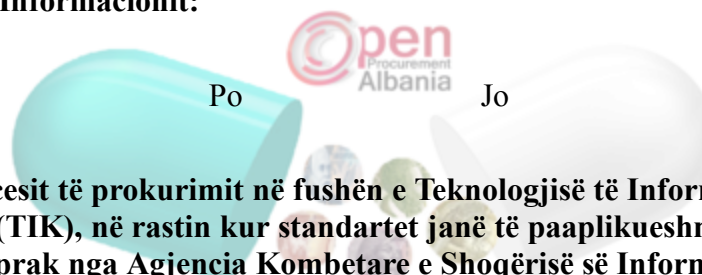 Informacionit:
Open
Procurement
Albania
Po Jo
cesit të prokurimit në fushën e Teknologjisë të Infor
(TIK), në rastin kur standartet janë të paaplikueshm
prak nga Agjencia Kombetare e Shoqërisë së Inform